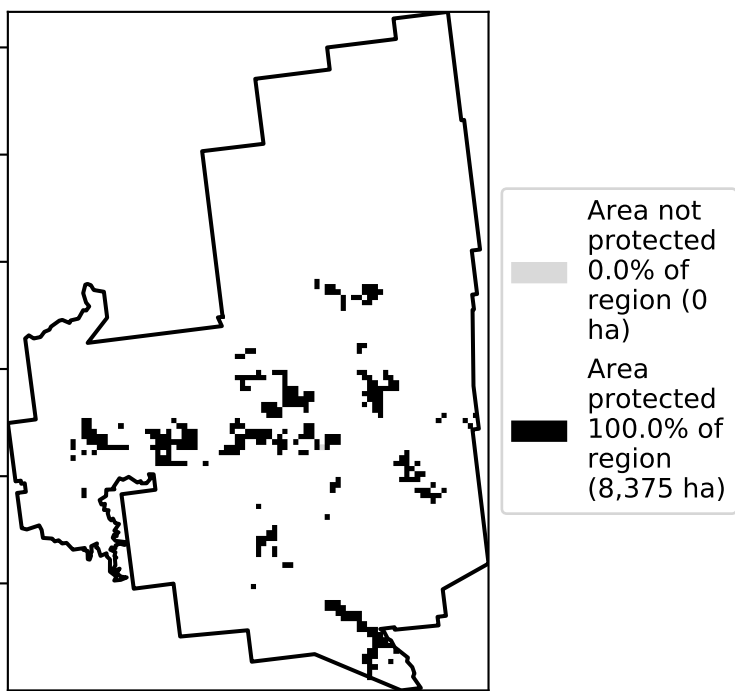 Area not
protected
0.0% of
region (0
ha)
Area
protected
100.0% of
region
(8,375 ha)